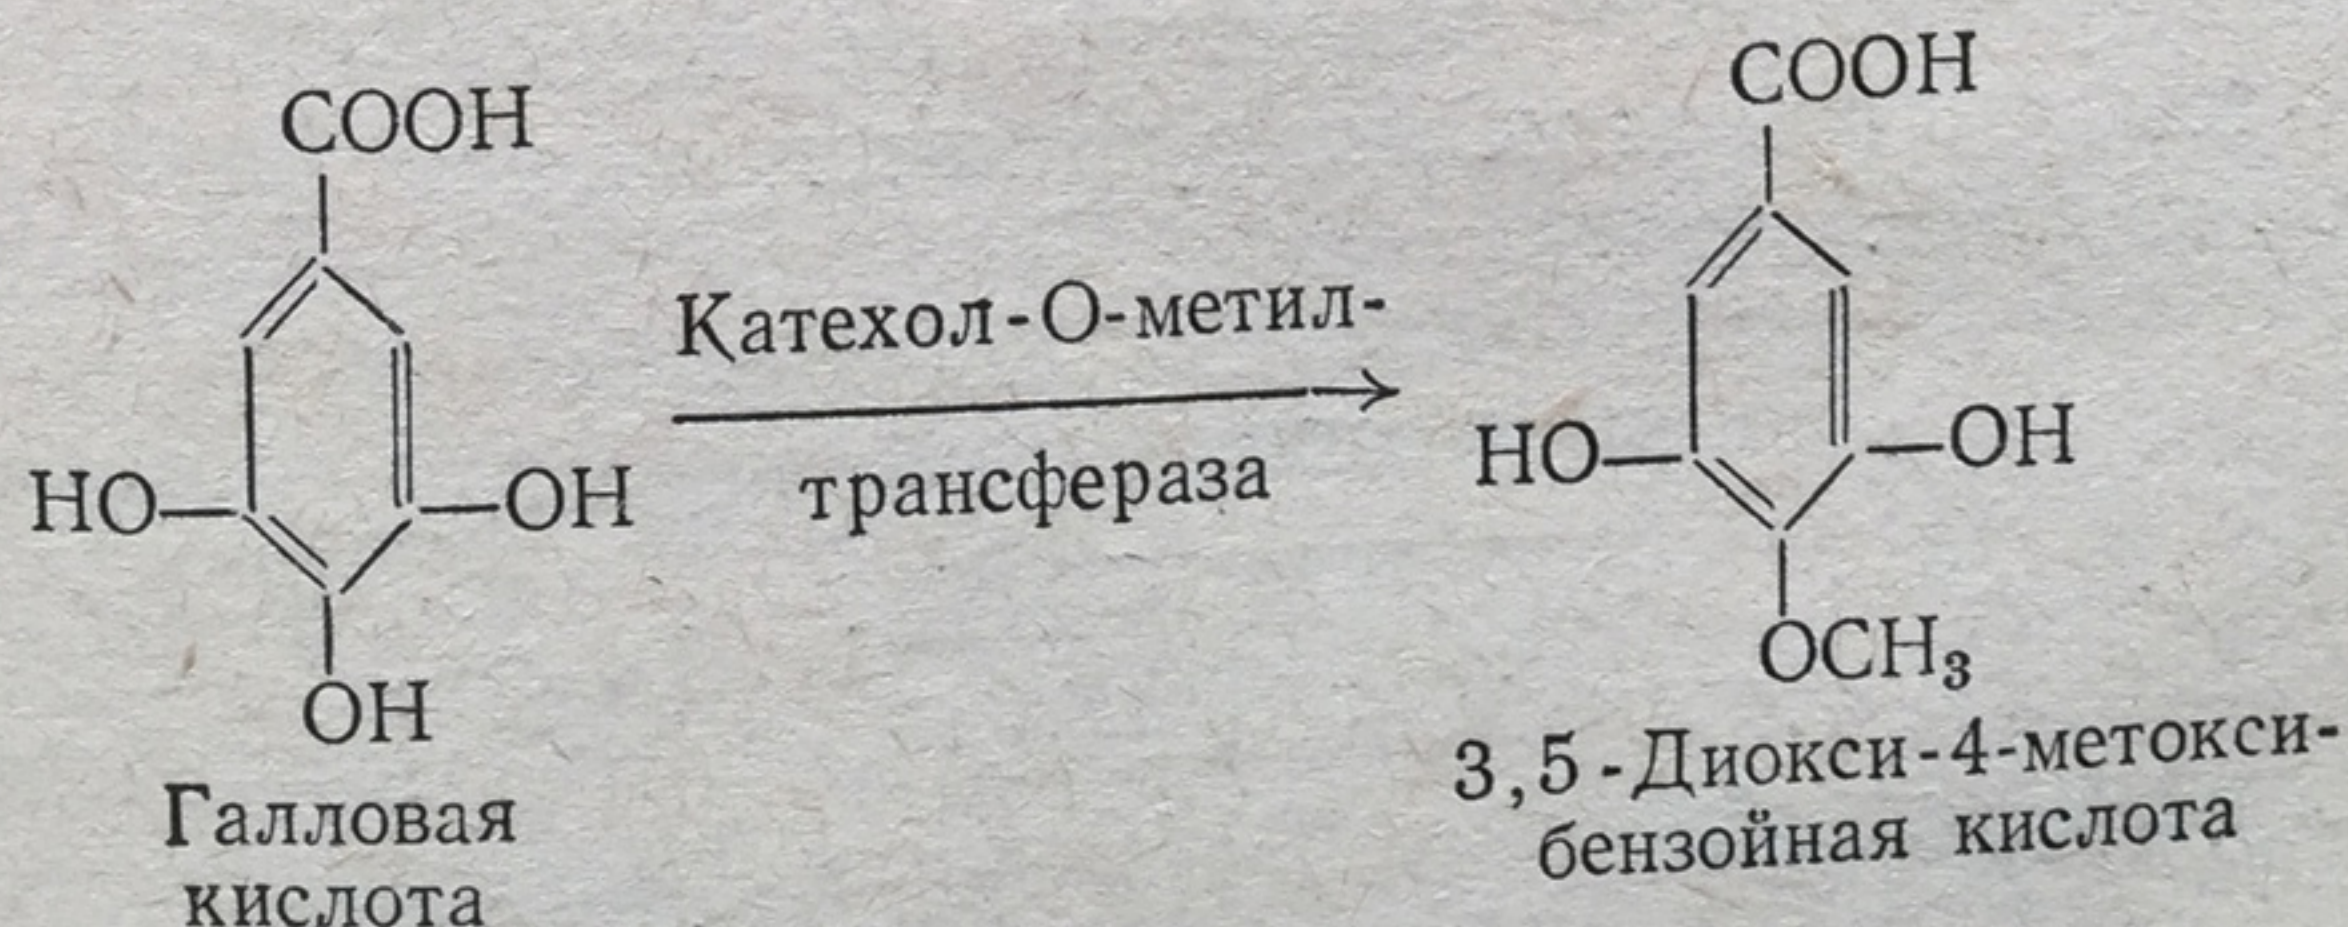 COOH
HO
OH
OH
Галловая
кислота
Катехол-О-метил-
трансфераза
COOH
HO
OH
OCH₃
3,5-Диокси-4-метокси-
бензойная кислота